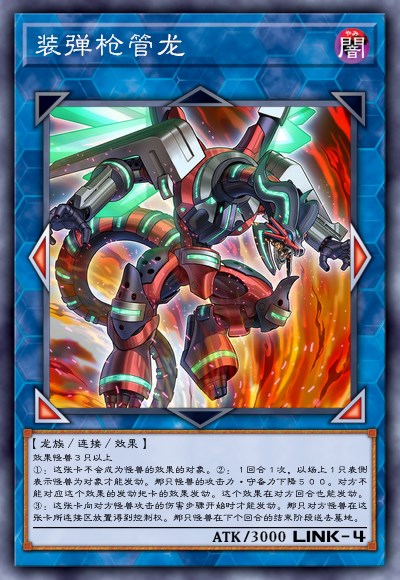 装弹枪管龙
やみ
闇
【龙族/连接/效果】
效果怪兽3只以上
①：这张卡不会成为怪兽的效果的对象。②：1回合1次，以场上1只表侧
表示怪兽为对象才能发动。那只怪兽的攻击力·守备力下降500。对方不
能对应这个效果的发动把卡的效果发动。这个效果在对方回合也能发动。
③：这张卡向对方怪兽攻击的伤害步骤开始时才能发动。那只对方怪兽在这
张卡所连接区放置得到控制权。那只怪兽在下个回合的结束阶段送去墓地。
ATK/3000 LINK-4